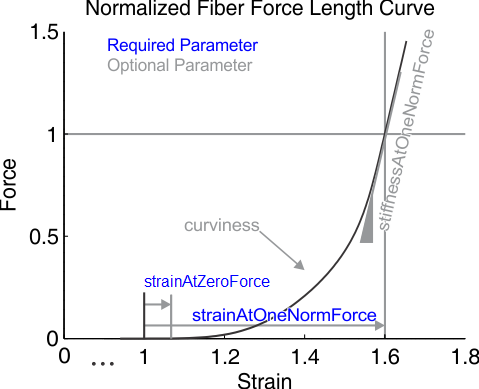 Normalized Fiber Force Length Curve
1.5
Required Parameter
Optional Parameter
1
stiffnessAtOneNormForce
Force
curviness
0.5
strainAtZeroForce
strainAtOneNormForce
0
0 ... 1 1.2 1.4 1.6 1.8
Strain